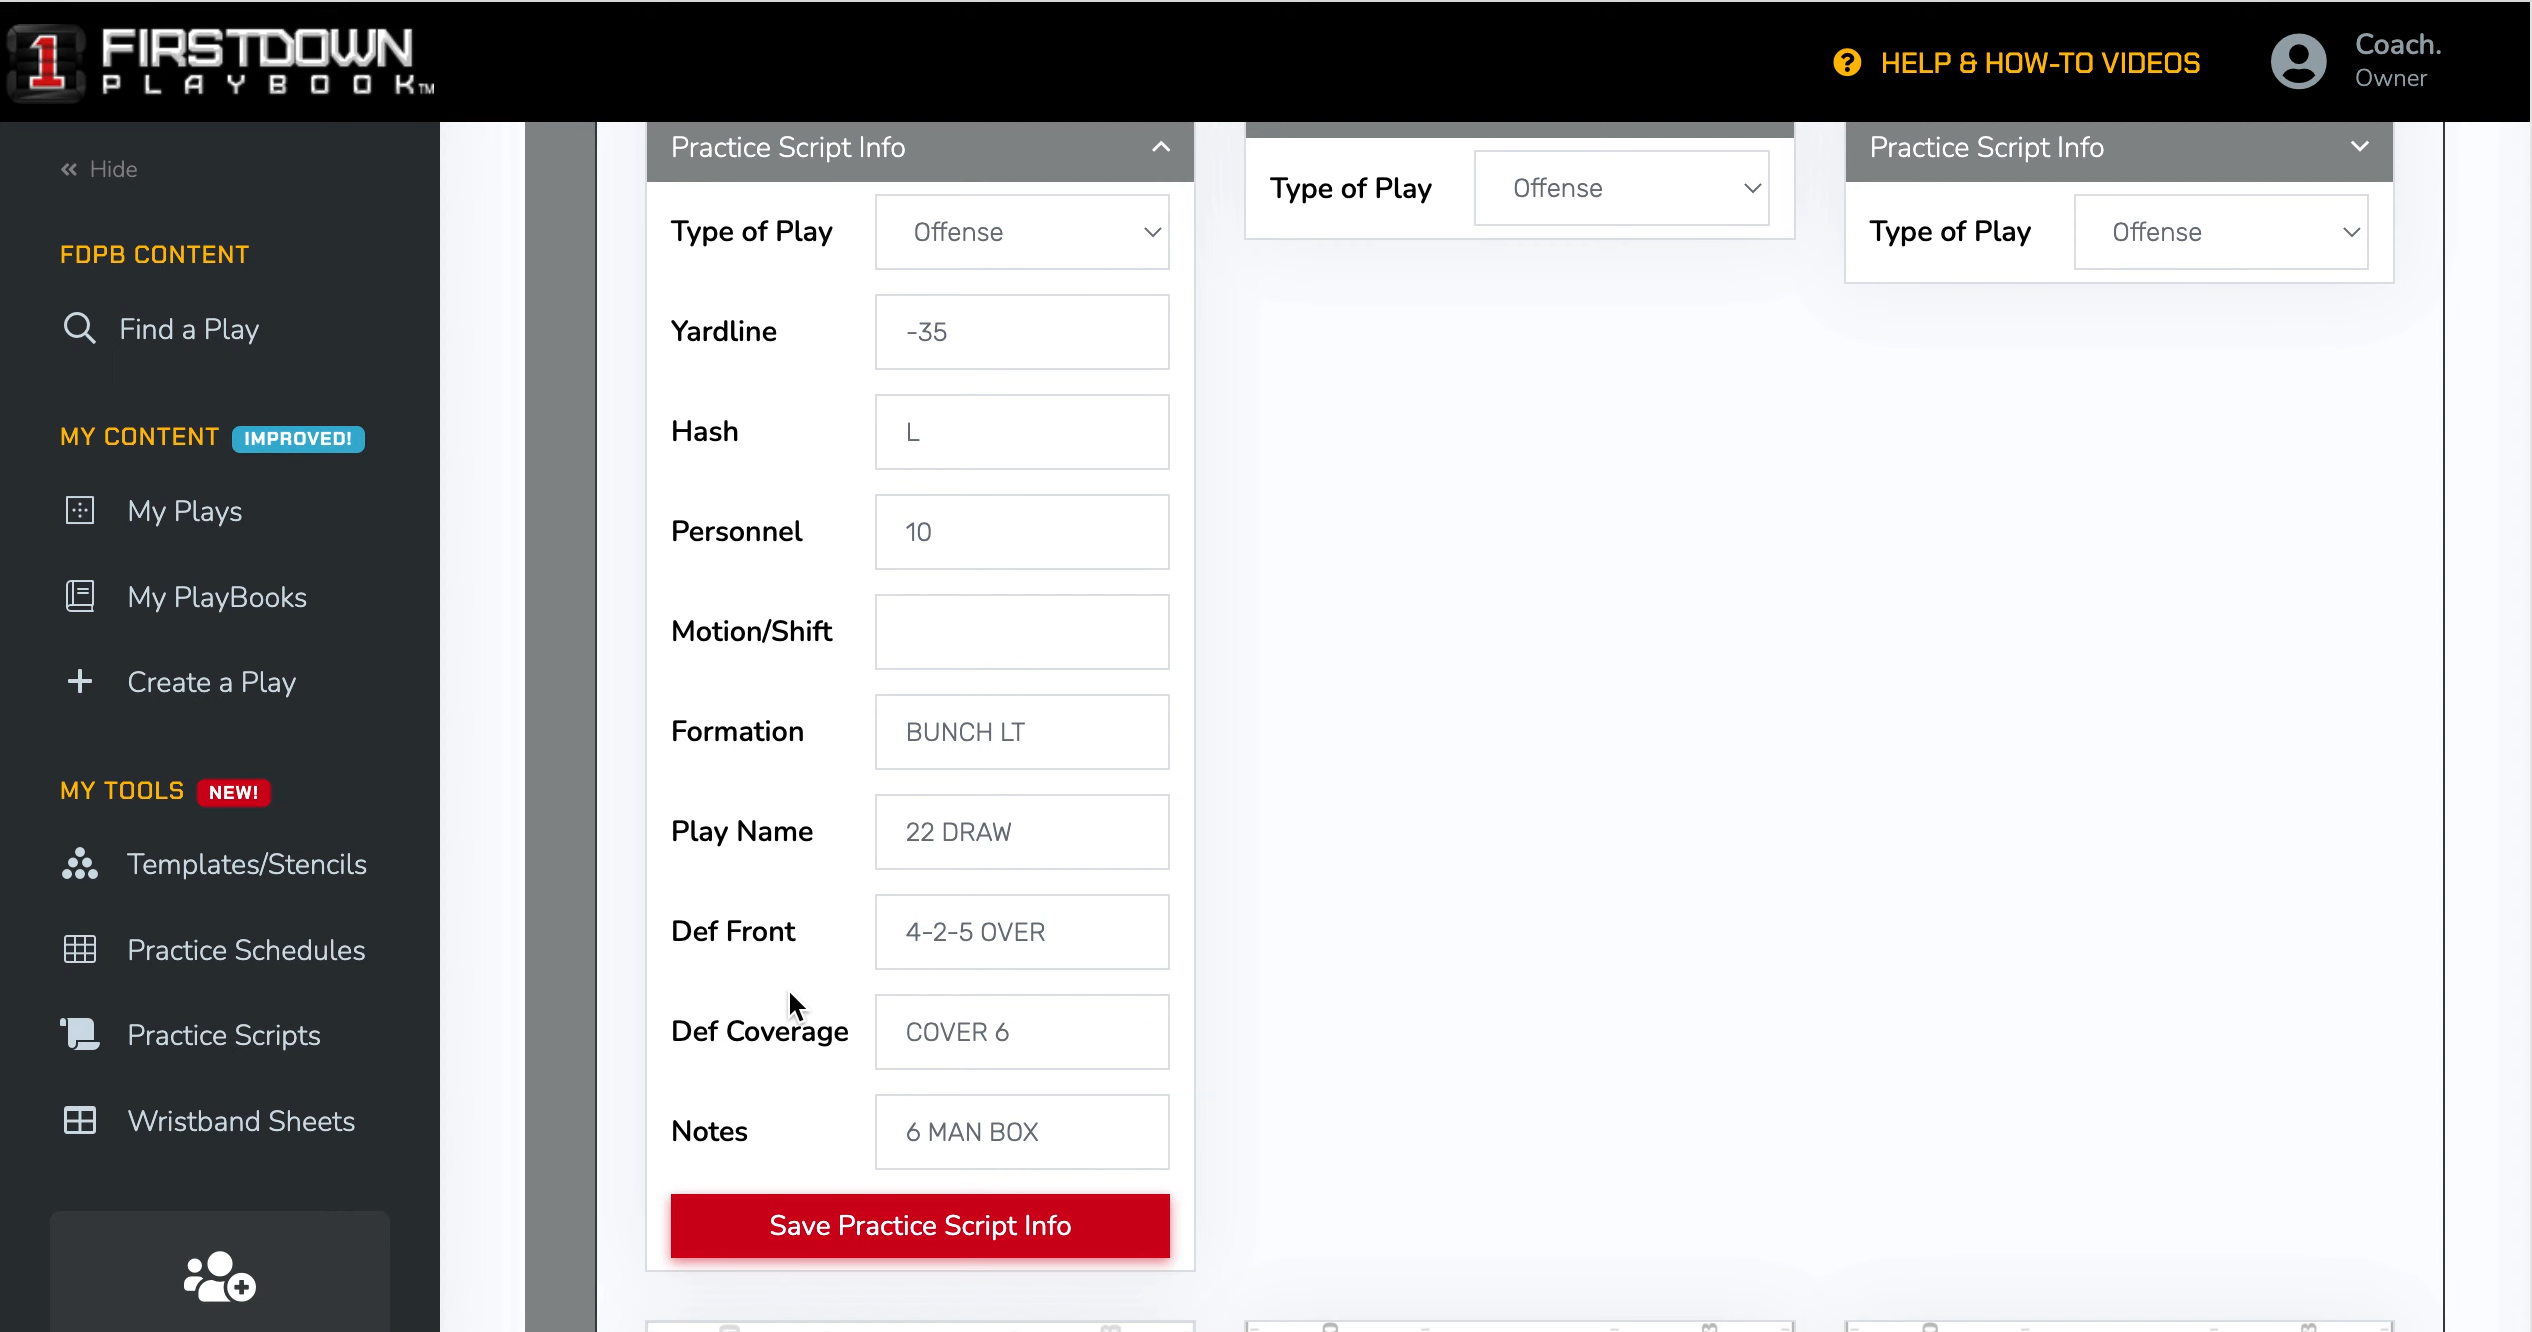 1 FIRSTDOWN
PLAYBOOK™
? HELP & HOW-TO VIDEOS
Coach.
Owner
« Hide
FDPB CONTENT
Find a Play
MY CONTENT IMPROVED!
My Plays
My PlayBooks
+ Create a Play
MY TOOLS NEW!
Templates/Stencils
Practice Schedules
Practice Scripts
Wristband Sheets
Practice Script Info
Type of Play Offense
Yardline -35
Hash L
Personnel 10
Motion/Shift
Formation BUNCH LT
Play Name 22 DRAW
Def Front 4-2-5 OVER
Def Coverage COVER 6
Notes 6 MAN BOX
Save Practice Script Info
Type of Play Offense
Practice Script Info
Type of Play Offense